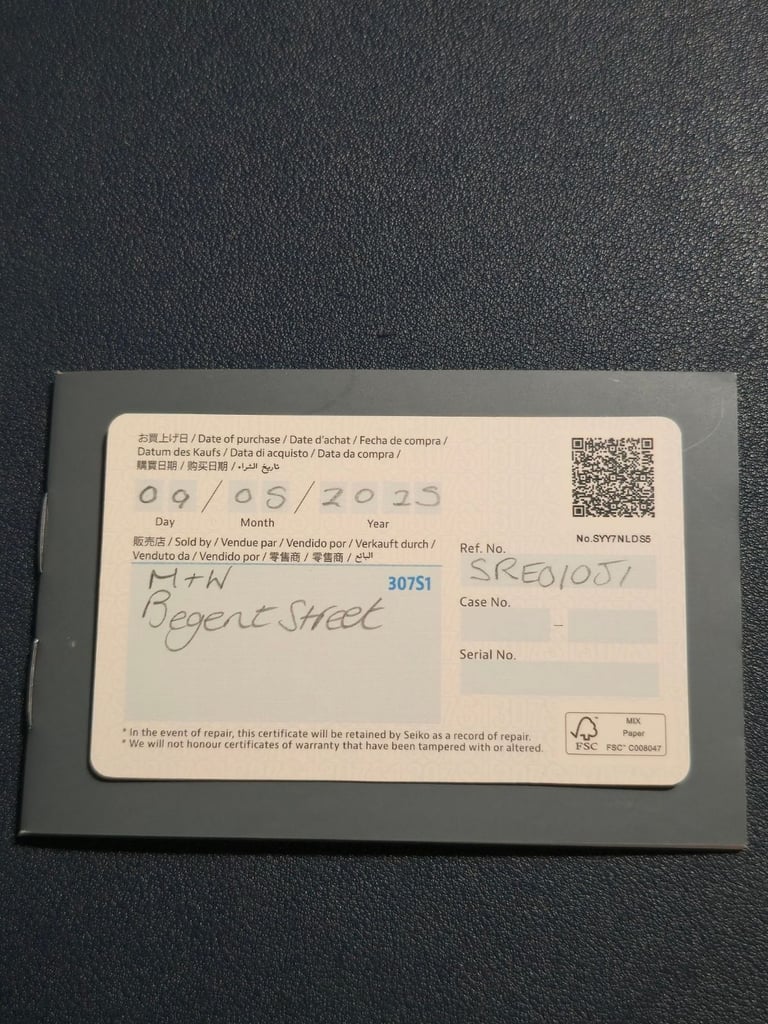 お買上げ日 / Date of purchase / Date d'achat / Fecha de compra /
Datum des Kaufs / Data di acquisto / Data da compra /
購買日期 / 购买日期 / تاريخ الشراء
09 / 05 / 2025
Day Month Year
No.SYY7NLDS5
販売店 / Sold by / Vendue par / Vendido por / Verkauft durch /
Venduto da / Vendido por / 零售商 / 零售商 / البائع
307S1
M+W
Regent Street
Ref. No.
SRE010J1
Case No.
–
Serial No.
* In the event of repair, this certificate will be retained by Seiko as a record of repair.
* We will not honour certificates of warranty that have been tampered with or altered.
FSC
MIX
Paper
FSC™ C008047